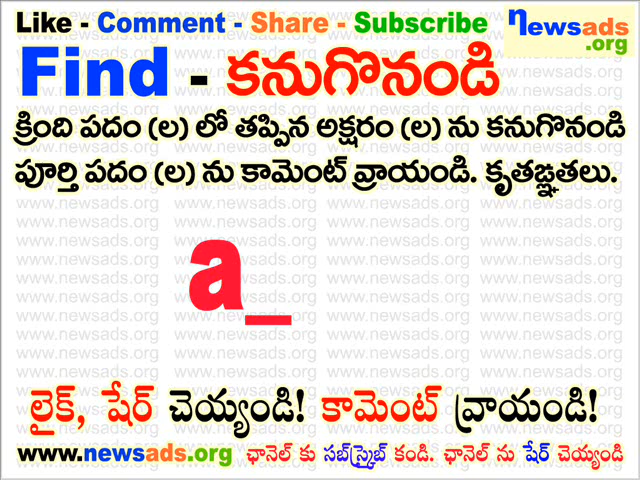 Like - Comment - Share - Subscribe
newsads
.org
Find - కనుగొనండి
క్రింది పదం (ల) లో తప్పిన అక్షరం (ల) ను కనుగొనండి
పూర్తి పదం (ల) ను కామెంట్ వ్రాయండి. కృతఙ్ఞతలు.
a_
లైక్, షేర్ చెయ్యండి! కామెంట్ వ్రాయండి!
www.newsads.org ఛానెల్ కు సబ్‌స్క్రైబ్ కండి. ఛానెల్ ను షేర్ చెయ్యండి